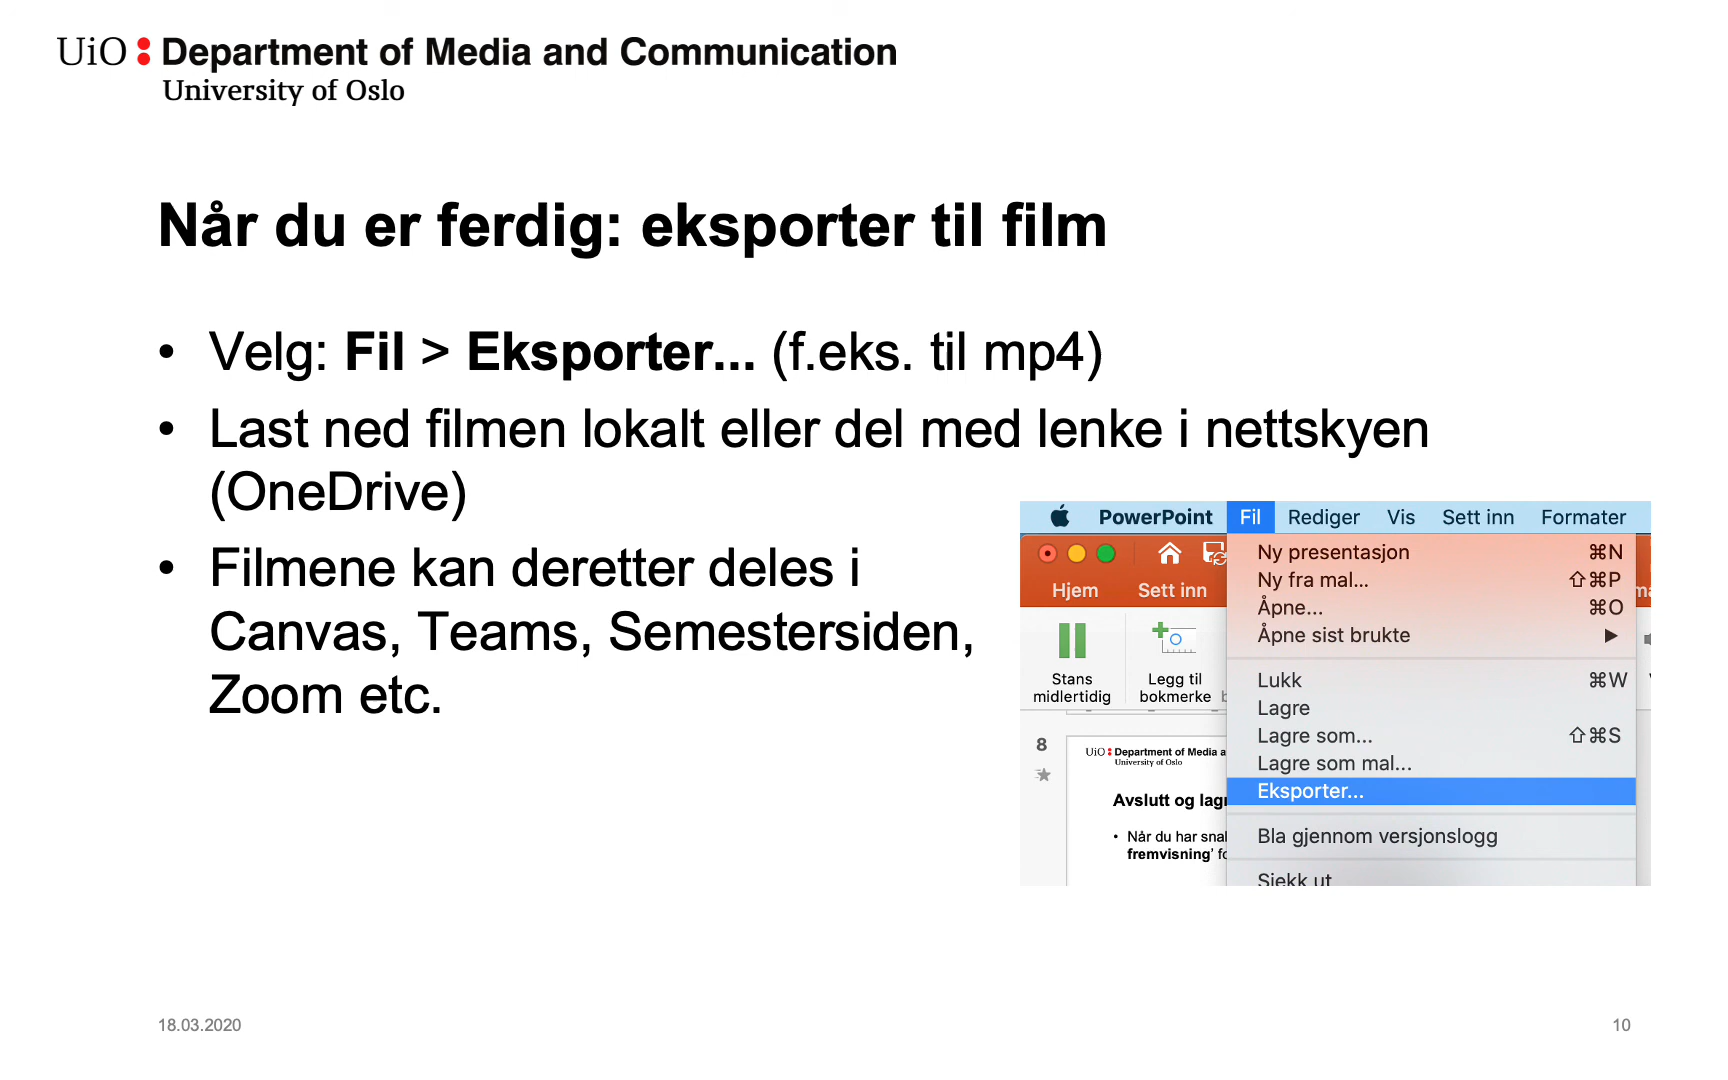 UiO Department of Media and Communication
University of Oslo
Når du er ferdig: eksporter til film
• Velg: Fil > Eksporter... (f.eks. til mp4)
• Last ned filmen lokalt eller del med lenke i nettskyen
(OneDrive)
• Filmene kan deretter deles i
Canvas, Teams, Semestersiden,
Zoom etc.
PowerPoint Fil Rediger Vis Sett inn Formater
Hjem Sett inn
Stans
midlertidig
Legg til
bokmerke
Ny presentasjon ⌘N
Ny fra mal... ⇧⌘P
Åpne... ⌘O
Åpne sist brukte ▶
Lukk ⌘W
Lagre
Lagre som... ⇧⌘S
Lagre som mal...
Eksporter...
Bla gjennom versjonslogg
Sjekk ut
8
UiO Department of Media a
University of Oslo
Avslutt og lagr
• Når du har snal
fremvisning' fo
18.03.2020
10